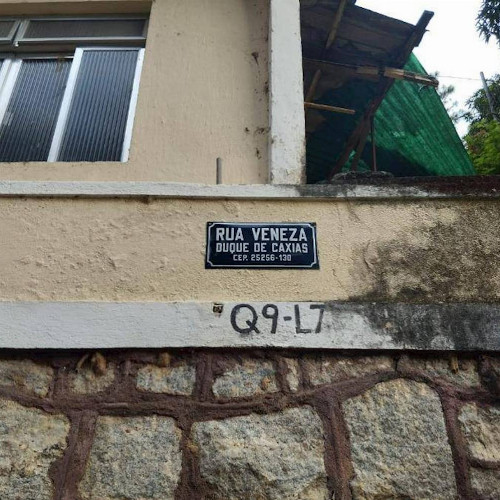 RUA VENEZA
DUQUE DE CAXIAS
CEP. 25256-130
Q9-L7